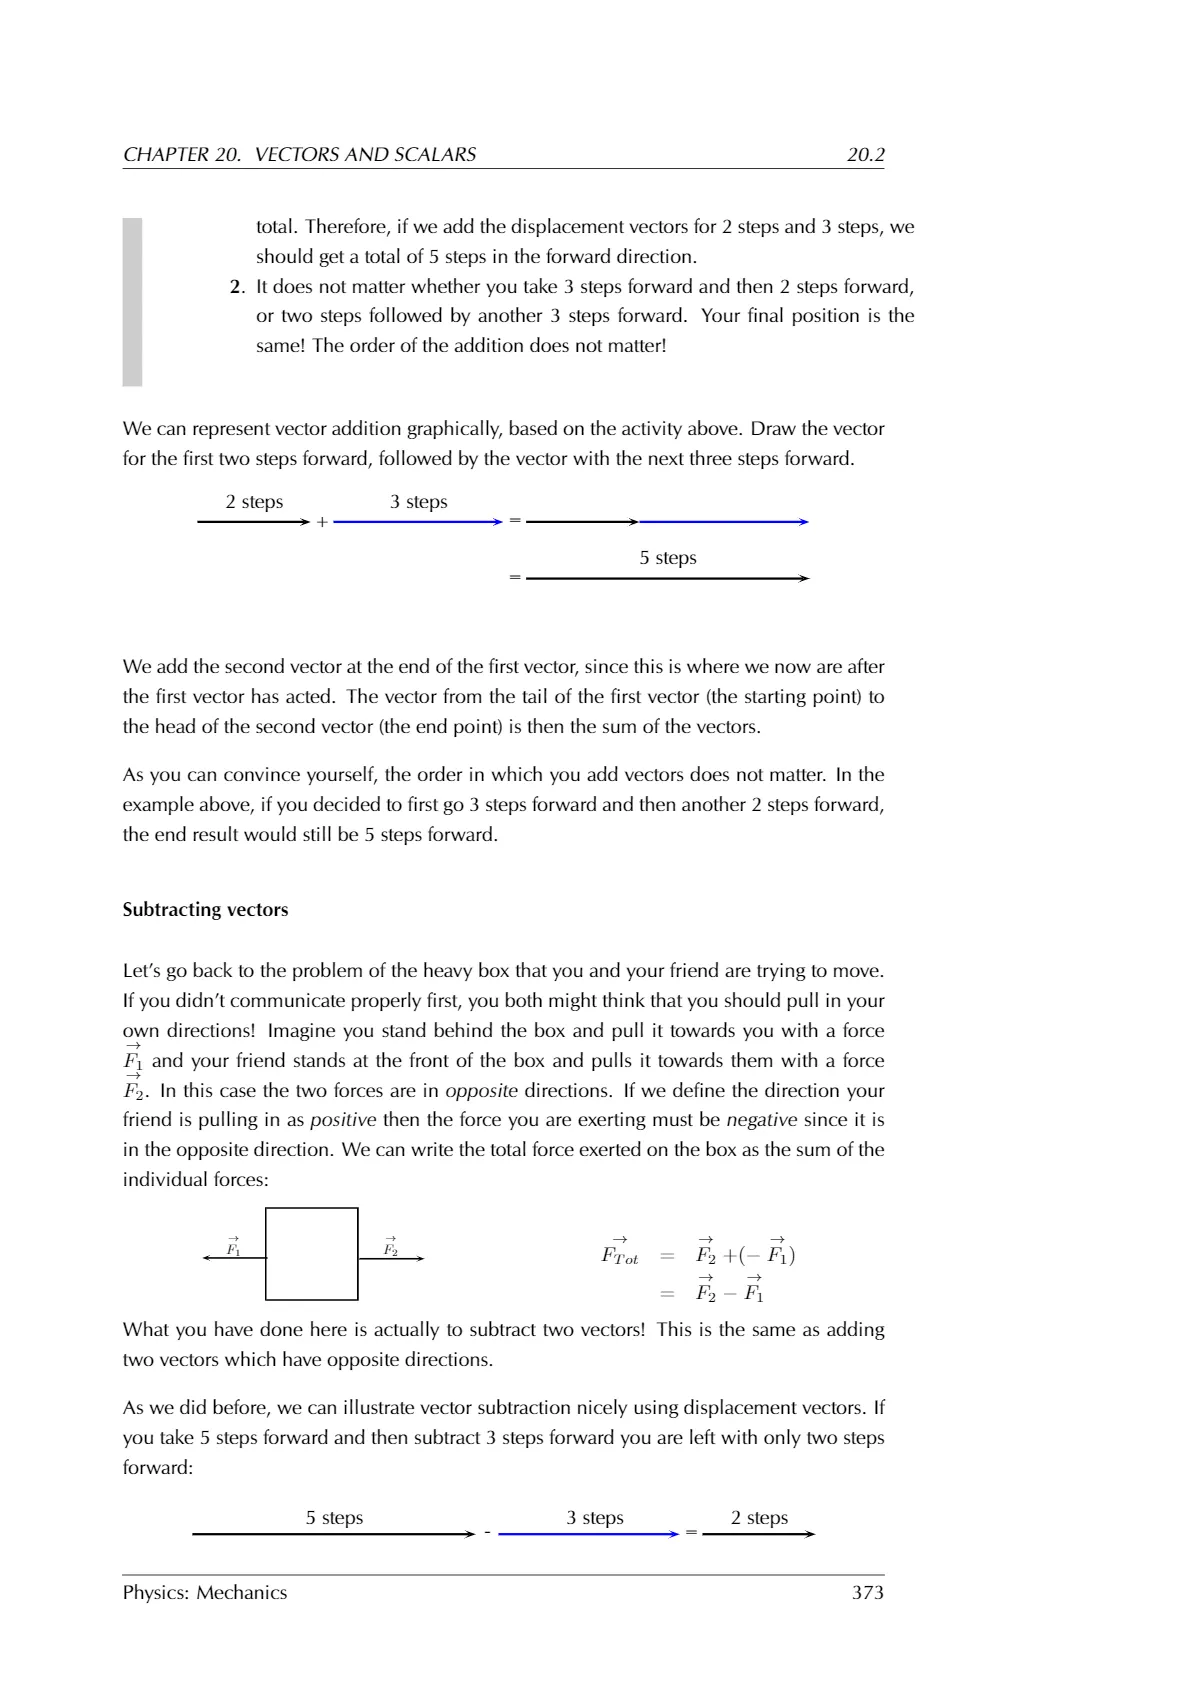 CHAPTER 20. VECTORS AND SCALARS 20.2
total. Therefore, if we add the displacement vectors for 2 steps and 3 steps, we
should get a total of 5 steps in the forward direction.
2. It does not matter whether you take 3 steps forward and then 2 steps forward,
or two steps followed by another 3 steps forward. Your final position is the
same! The order of the addition does not matter!
We can represent vector addition graphically, based on the activity above. Draw the vector
for the first two steps forward, followed by the vector with the next three steps forward.
2 steps 3 steps
+ =
5 steps
=
We add the second vector at the end of the first vector, since this is where we now are after
the first vector has acted. The vector from the tail of the first vector (the starting point) to
the head of the second vector (the end point) is then the sum of the vectors.
As you can convince yourself, the order in which you add vectors does not matter. In the
example above, if you decided to first go 3 steps forward and then another 2 steps forward,
the end result would still be 5 steps forward.
Subtracting vectors
Let's go back to the problem of the heavy box that you and your friend are trying to move.
If you didn't communicate properly first, you both might think that you should pull in your
own directions! Imagine you stand behind the box and pull it towards you with a force
F⃗₁ and your friend stands at the front of the box and pulls it towards them with a force
F⃗₂. In this case the two forces are in opposite directions. If we define the direction your
friend is pulling in as positive then the force you are exerting must be negative since it is
in the opposite direction. We can write the total force exerted on the box as the sum of the
individual forces:
F⃗₁ F⃗₂
F⃗_Tot = F⃗₂ +(− F⃗₁)
= F⃗₂ − F⃗₁
What you have done here is actually to subtract two vectors! This is the same as adding
two vectors which have opposite directions.
As we did before, we can illustrate vector subtraction nicely using displacement vectors. If
you take 5 steps forward and then subtract 3 steps forward you are left with only two steps
forward:
5 steps 3 steps 2 steps
- =
Physics: Mechanics 373